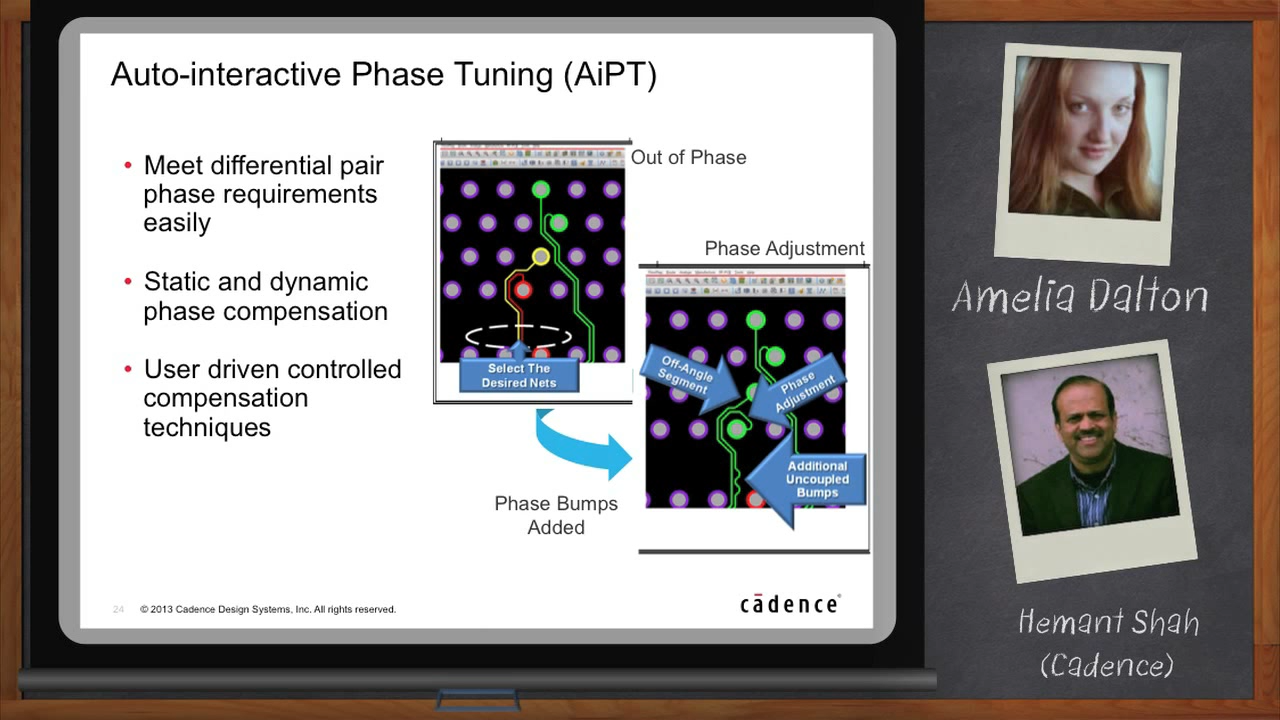 Auto-interactive Phase Tuning (AiPT)
• Meet differential pair
phase requirements
easily
• Static and dynamic
phase compensation
• User driven controlled
compensation
techniques
Out of Phase
Select The
Desired Nets
Phase Bumps
Added
Phase Adjustment
Off-Angle
Segment
Phase
Adjustment
Additional
Uncoupled
Bumps
24 © 2013 Cadence Design Systems, Inc. All rights reserved.
cādence®
Amelia Dalton
Hemant Shah
(Cadence)